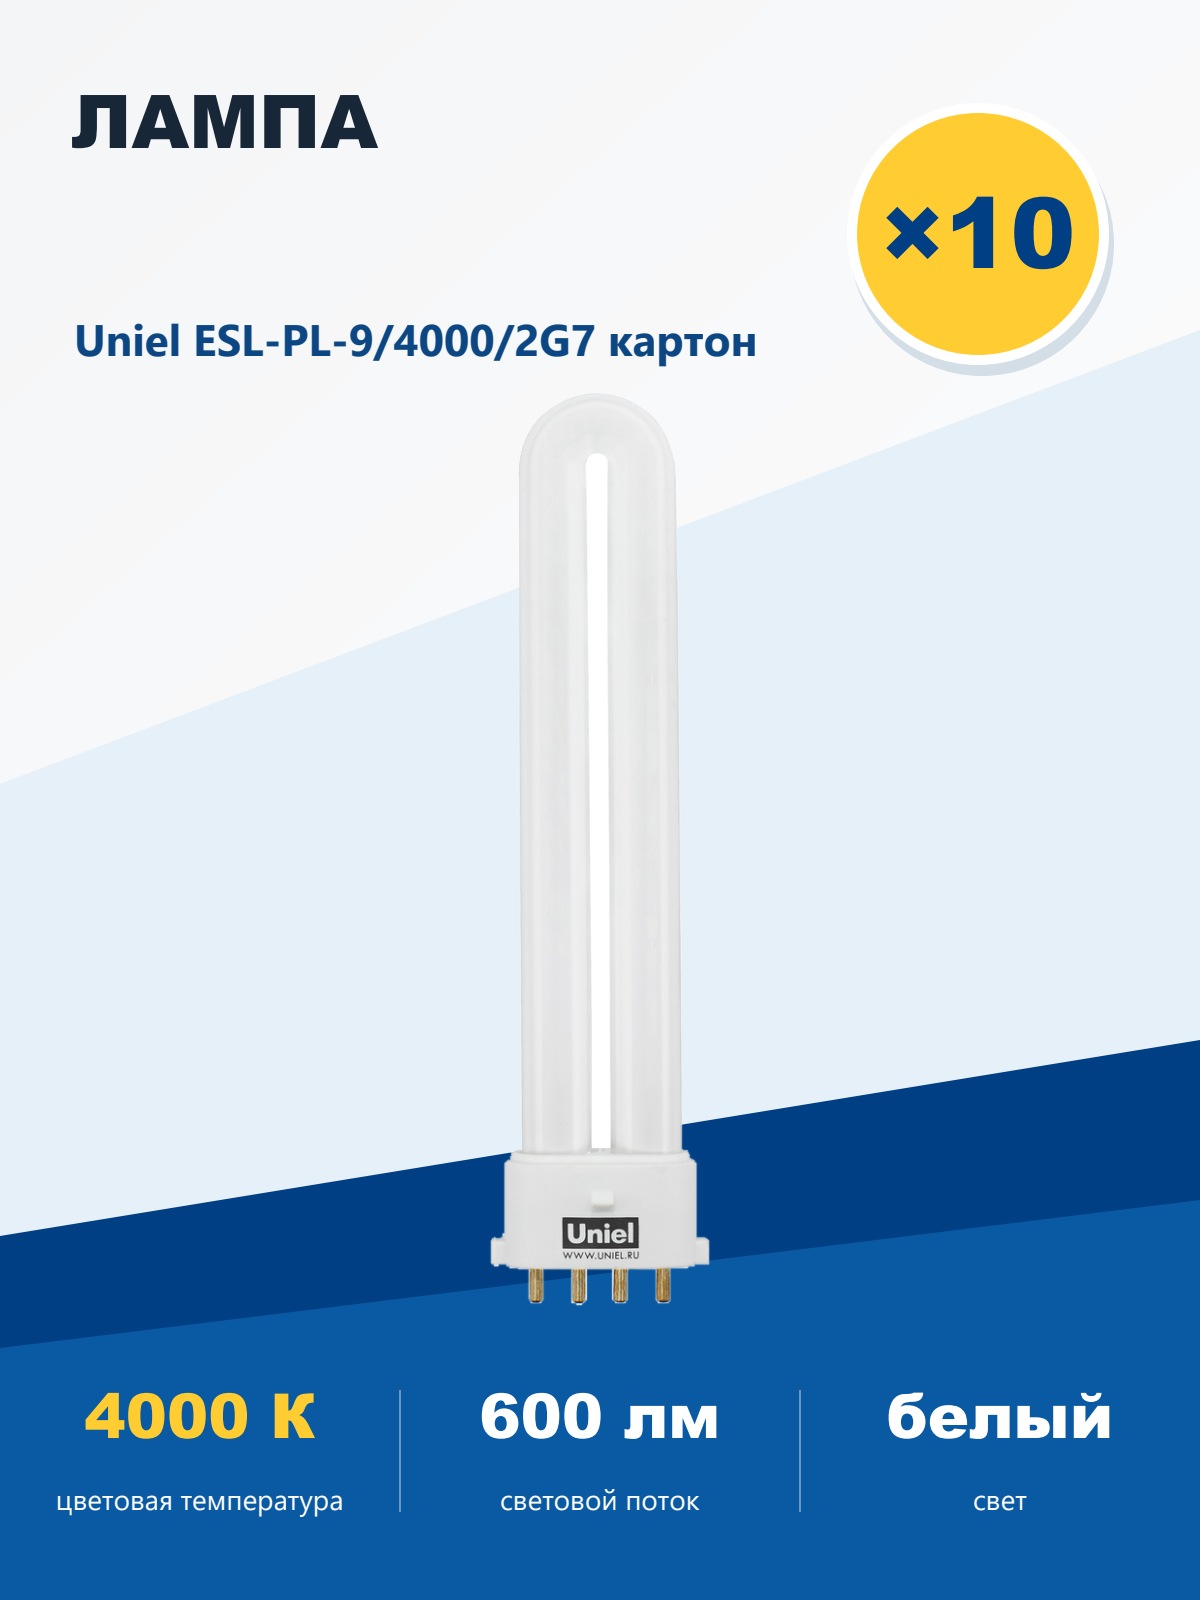 ЛАМПА
×10
Uniel ESL-PL-9/4000/2G7 картон
Uniel
WWW.UNIEL.RU
4000 К
600 лм
белый
цветовая температура
световой поток
свет